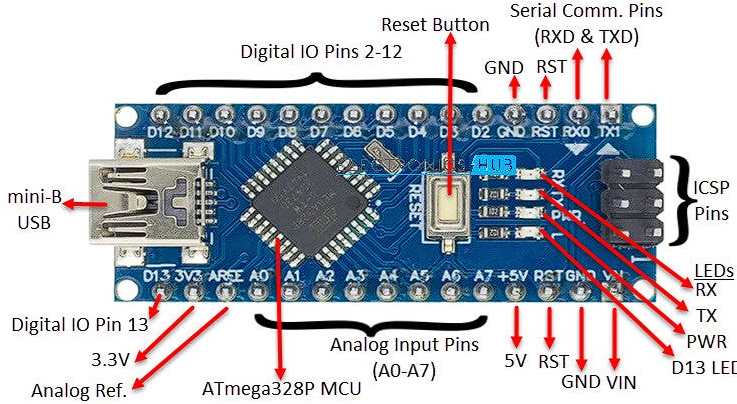 Reset Button
Serial Comm. Pins
(RXD & TXD)
Digital IO Pins 2-12
GND
RST
D12 D11 D10 D9 D8 D7 D6 D5 D4 D3 D2 GND RST RX0 TX1
HUB
mini-B
USB
RESET
ICSP
Pins
L
1
D13 3V3 AREF A0 A1 A2 A3 A4 A5 A6 A7 +5V RST GND VIN
LEDs
RX
TX
PWR
D13 LED
Digital IO Pin 13
3.3V
Analog Ref.
ATmega328P MCU
Analog Input Pins
(A0-A7)
5V
RST
GND
VIN